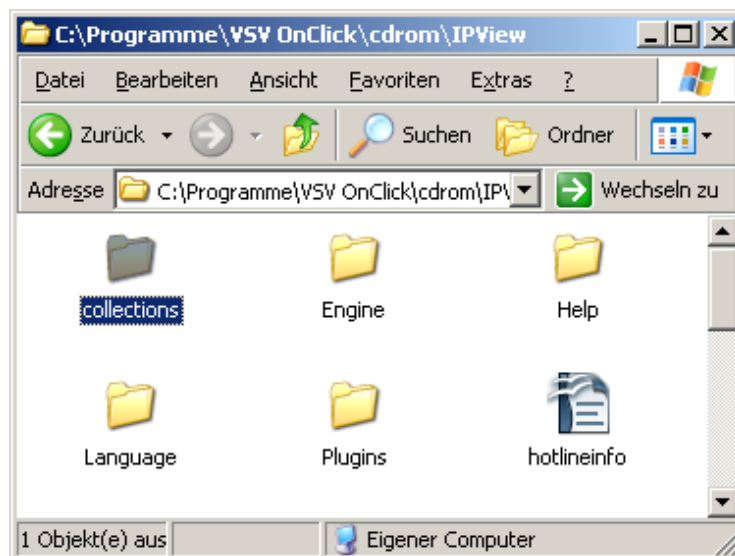 C:\Programme\VSV OnClick\cdrom\IPView
Datei Bearbeiten Ansicht Favoriten Extras ?
Zurück Suchen Ordner
Adresse C:\Programme\VSV OnClick\cdrom\IP\ Wechseln zu
collections Engine Help
Language Plugins hotlineinfo
1 Objekt(e) aus Eigener Computer